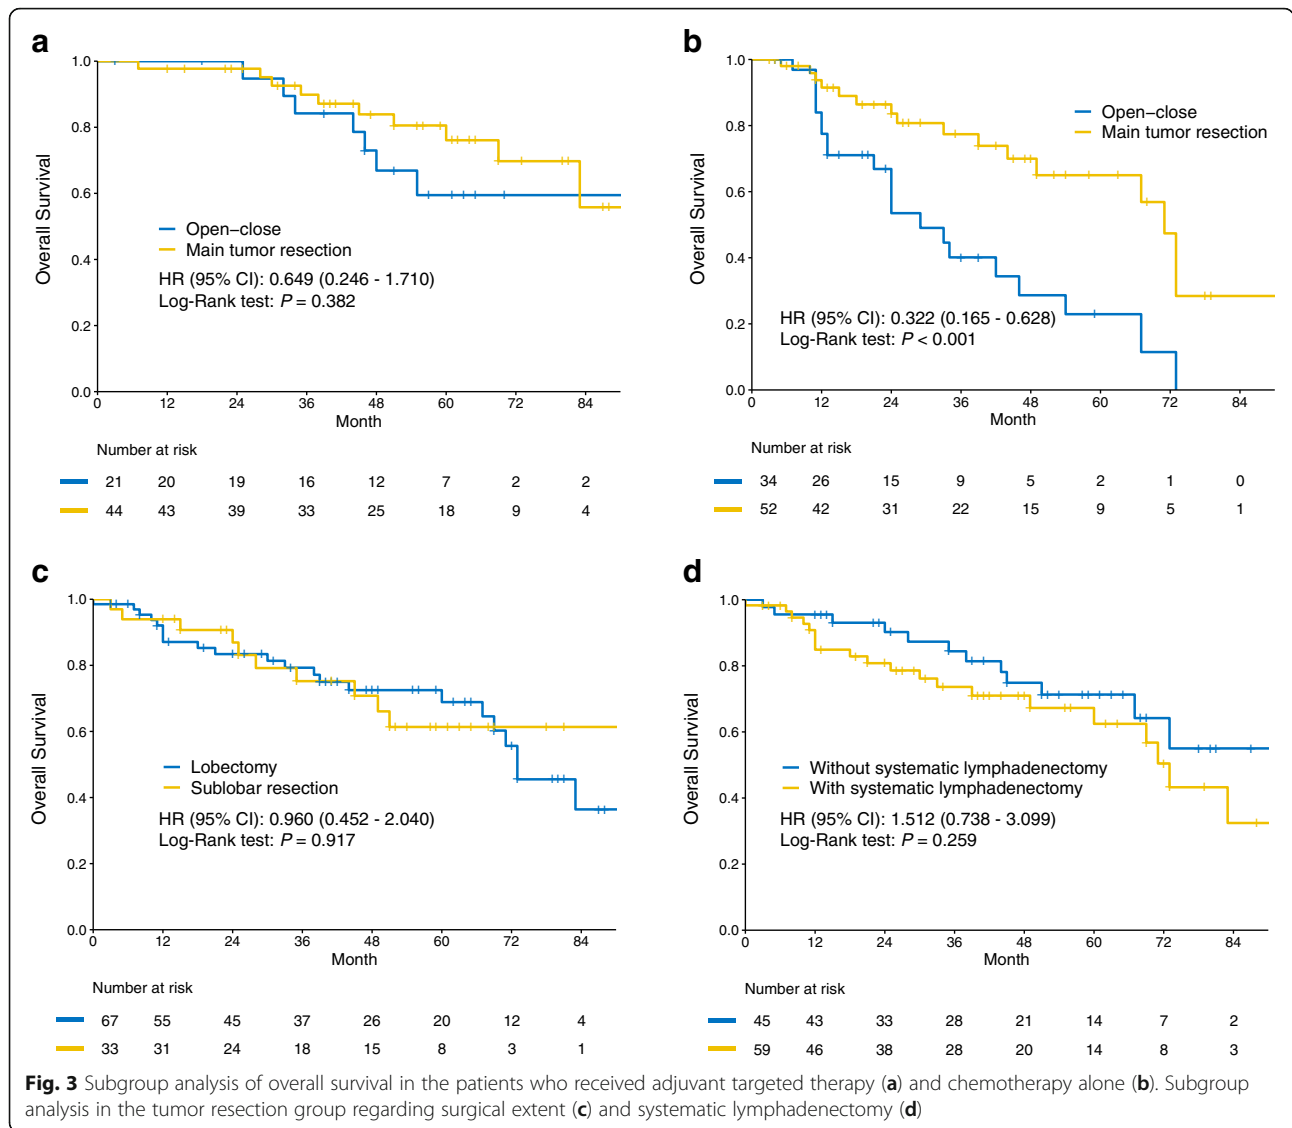 a
1.0
0.8
0.6
0.4
0.2
0.0
Overall Survival
Open–close
Main tumor resection
HR (95% CI): 0.649 (0.246 - 1.710)
Log-Rank test: P = 0.382
0 12 24 36 48 60 72 84
Month
Number at risk
21 20 19 16 12 7 2 2
44 43 39 33 25 18 9 4
b
1.0
0.8
0.6
0.4
0.2
0.0
Overall Survival
Open–close
Main tumor resection
HR (95% CI): 0.322 (0.165 - 0.628)
Log-Rank test: P < 0.001
0 12 24 36 48 60 72 84
Month
Number at risk
34 26 15 9 5 2 1 0
52 42 31 22 15 9 5 1
c
1.0
0.8
0.6
0.4
0.2
0.0
Overall Survival
Lobectomy
Sublobar resection
HR (95% CI): 0.960 (0.452 - 2.040)
Log-Rank test: P = 0.917
0 12 24 36 48 60 72 84
Month
Number at risk
67 55 45 37 26 20 12 4
33 31 24 18 15 8 3 1
d
1.0
0.8
0.6
0.4
0.2
0.0
Overall Survival
Without systematic lymphadenectomy
With systematic lymphadenectomy
HR (95% CI): 1.512 (0.738 - 3.099)
Log-Rank test: P = 0.259
0 12 24 36 48 60 72 84
Month
Number at risk
45 43 33 28 21 14 7 2
59 46 38 28 20 14 8 3
Fig. 3 Subgroup analysis of overall survival in the patients who received adjuvant targeted therapy (a) and chemotherapy alone (b). Subgroup
analysis in the tumor resection group regarding surgical extent (c) and systematic lymphadenectomy (d)